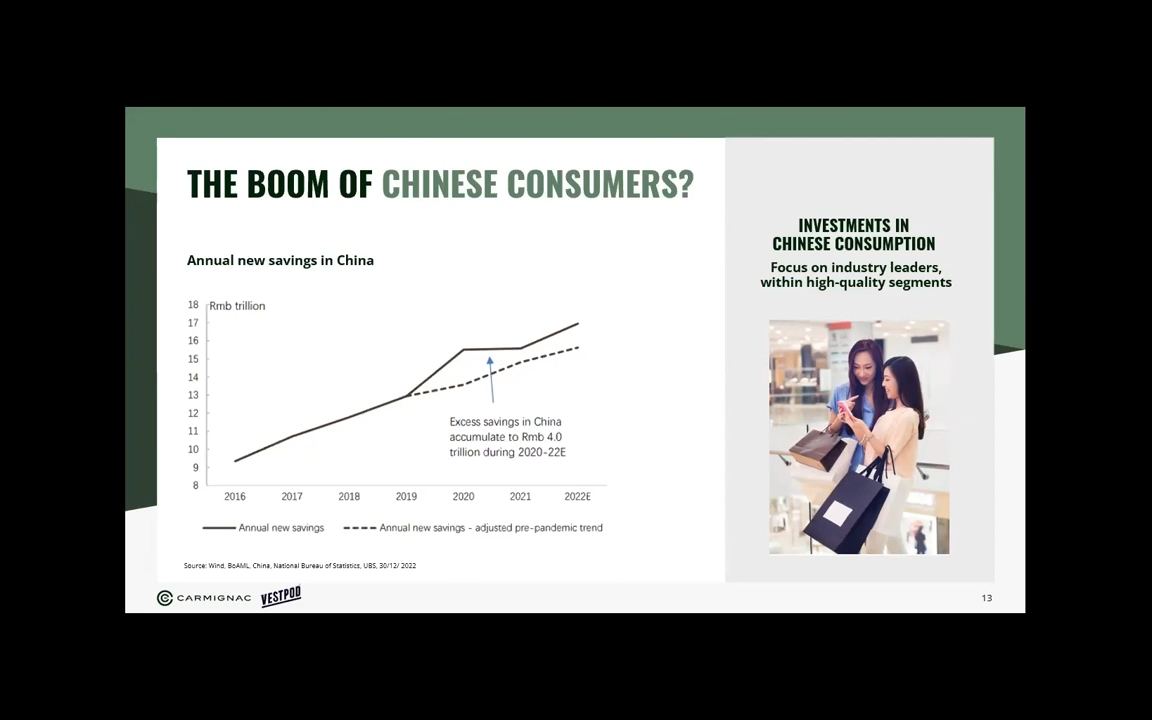 THE BOOM OF CHINESE CONSUMERS?
Annual new savings in China
Rmb trillion
18
17
16
15
14
13
12
11
10
9
8
2016 2017 2018 2019 2020 2021 2022E
Excess savings in China
accumulate to Rmb 4.0
trillion during 2020-22E
Annual new savings Annual new savings - adjusted pre-pandemic trend
Source: Wind, BoAML, China, National Bureau of Statistics, UBS, 30/12/ 2022
INVESTMENTS IN
CHINESE CONSUMPTION
Focus on industry leaders,
within high-quality segments
CARMIGNAC VESTPOD
13